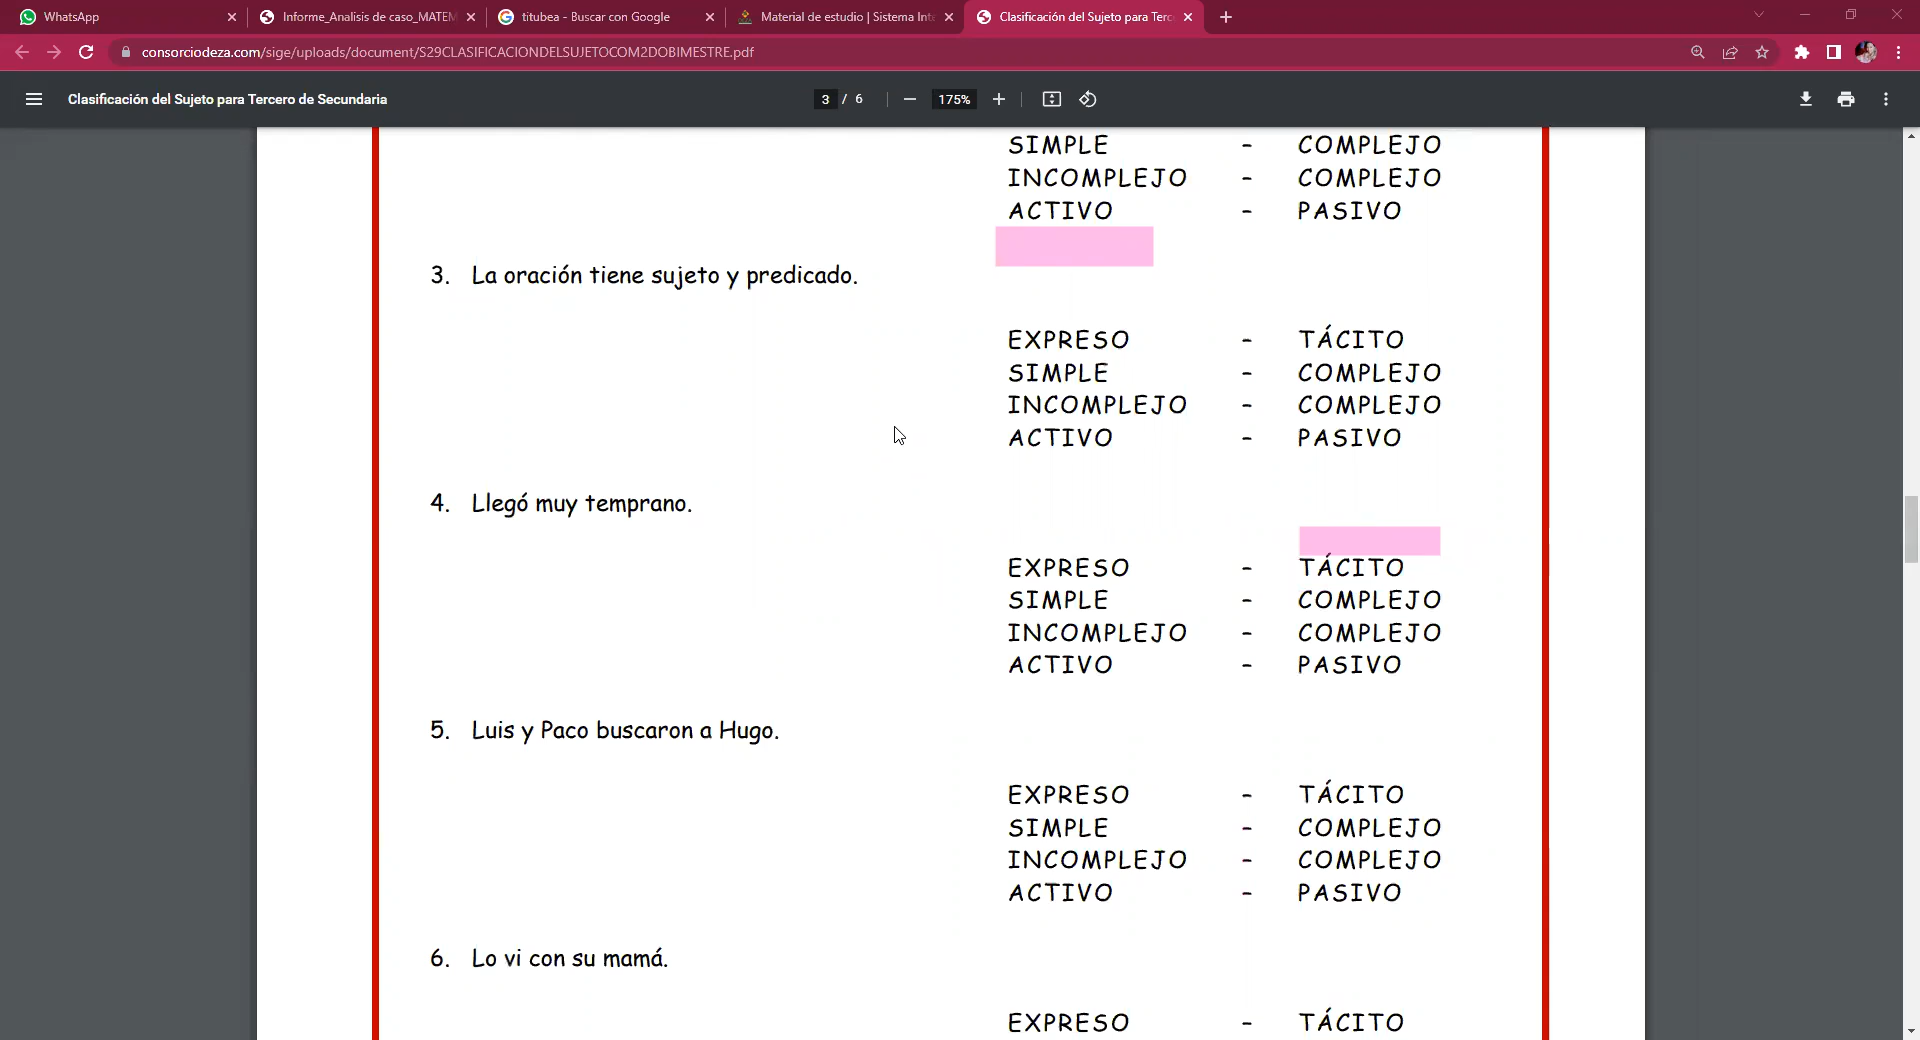 WhatsApp
Informe_Analisis de caso_MATEM
titubea - Buscar con Google
Material de estudio | Sistema Inte
Clasificación del Sujeto para Terc
consorciodeza.com/sige/uploads/document/S29CLASIFICACIONDELSUJETOCOM2DOBIMESTRE.pdf
Clasificación del Sujeto para Tercero de Secundaria
3 / 6
175%
SIMPLE - COMPLEJO
INCOMPLEJO - COMPLEJO
ACTIVO - PASIVO
3. La oración tiene sujeto y predicado.
EXPRESO - TÁCITO
SIMPLE - COMPLEJO
INCOMPLEJO - COMPLEJO
ACTIVO - PASIVO
4. Llegó muy temprano.
EXPRESO - TÁCITO
SIMPLE - COMPLEJO
INCOMPLEJO - COMPLEJO
ACTIVO - PASIVO
5. Luis y Paco buscaron a Hugo.
EXPRESO - TÁCITO
SIMPLE - COMPLEJO
INCOMPLEJO - COMPLEJO
ACTIVO - PASIVO
6. Lo vi con su mamá.
EXPRESO - TÁCITO